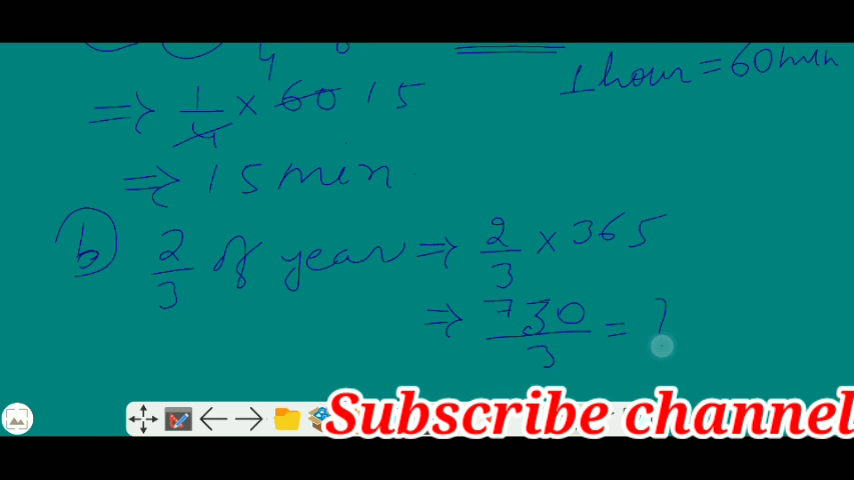 4
1 hour = 60 min
⇒ 1/4 × 60 15
⇒ 15 min
b 2/3 of year ⇒ 2/3 × 365
⇒ 730/3 =
Subscribe channel